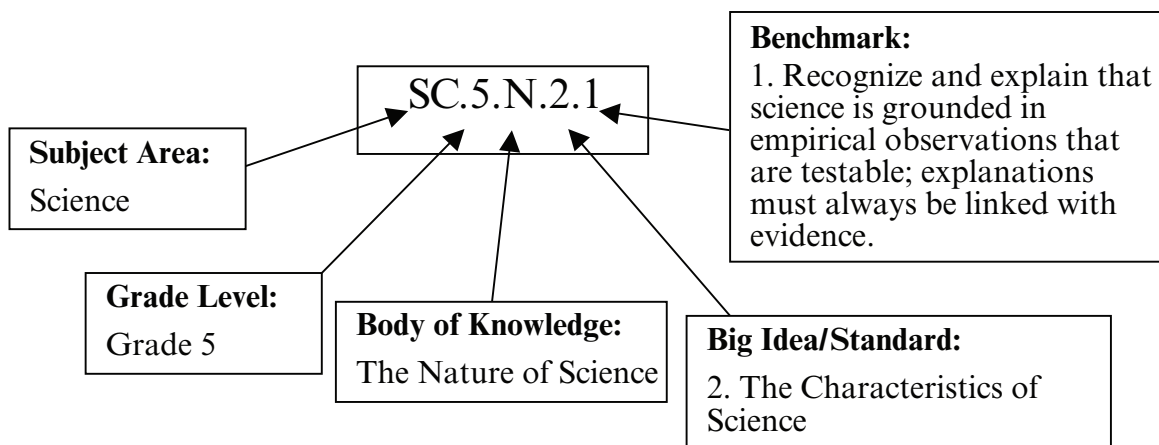 SC.5.N.2.1
Benchmark:
1. Recognize and explain that
science is grounded in
empirical observations that
are testable; explanations
must always be linked with
evidence.
Subject Area:
Science
Grade Level:
Grade 5
Body of Knowledge:
The Nature of Science
Big Idea/Standard:
2. The Characteristics of
Science